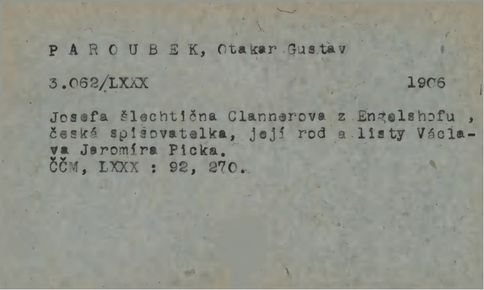 P A R O U B E K, Otakar Gustav
3.062/LXXX 1906
Josefa šlechtična Clannerova z Engelshofu ,
česká spisovatelka, její rod a listy Václa-
va Jaromíra Picka.
ČČM, LXXX : 92, 270.